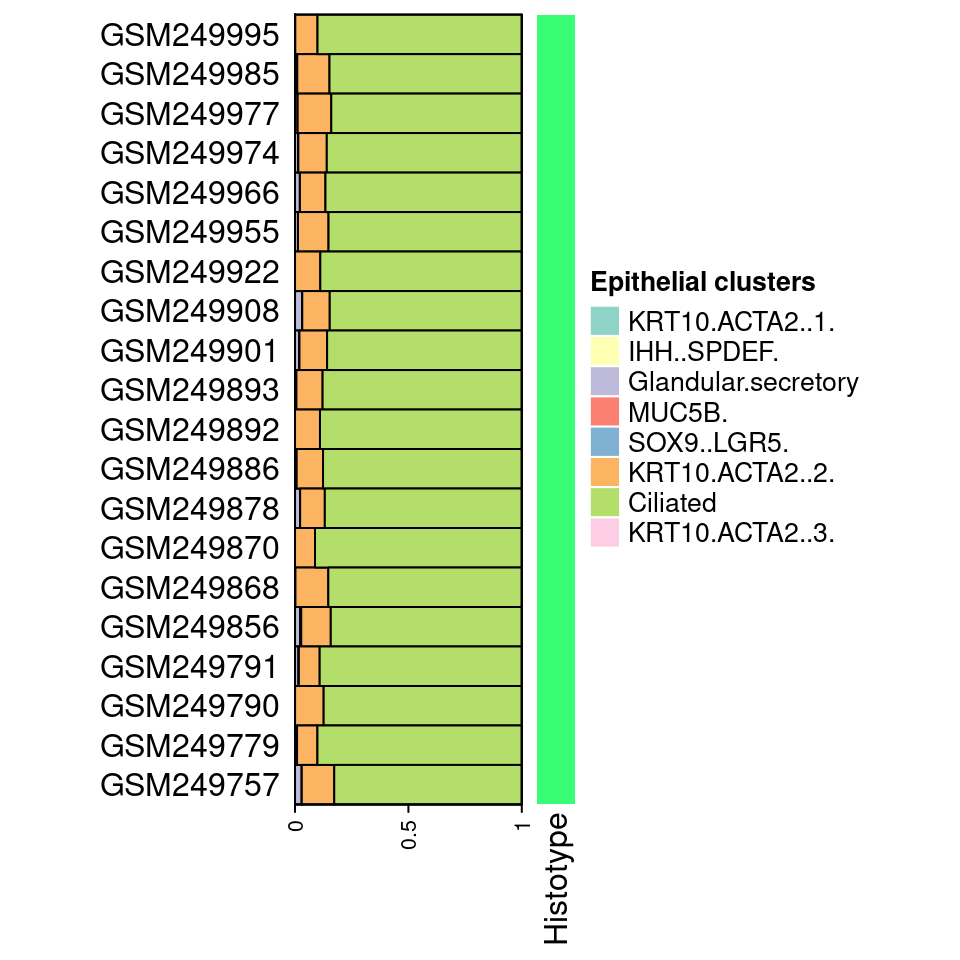 GSM249995
GSM249985
GSM249977
GSM249974
GSM249966
GSM249955
GSM249922
GSM249908
GSM249901
GSM249893
GSM249892
GSM249886
GSM249878
GSM249870
GSM249868
GSM249856
GSM249791
GSM249790
GSM249779
GSM249757
0
0.5
1
Histotype
Epithelial clusters
KRT10.ACTA2..1.
IHH..SPDEF.
Glandular.secretory
MUC5B.
SOX9..LGR5.
KRT10.ACTA2..2.
Ciliated
KRT10.ACTA2..3.